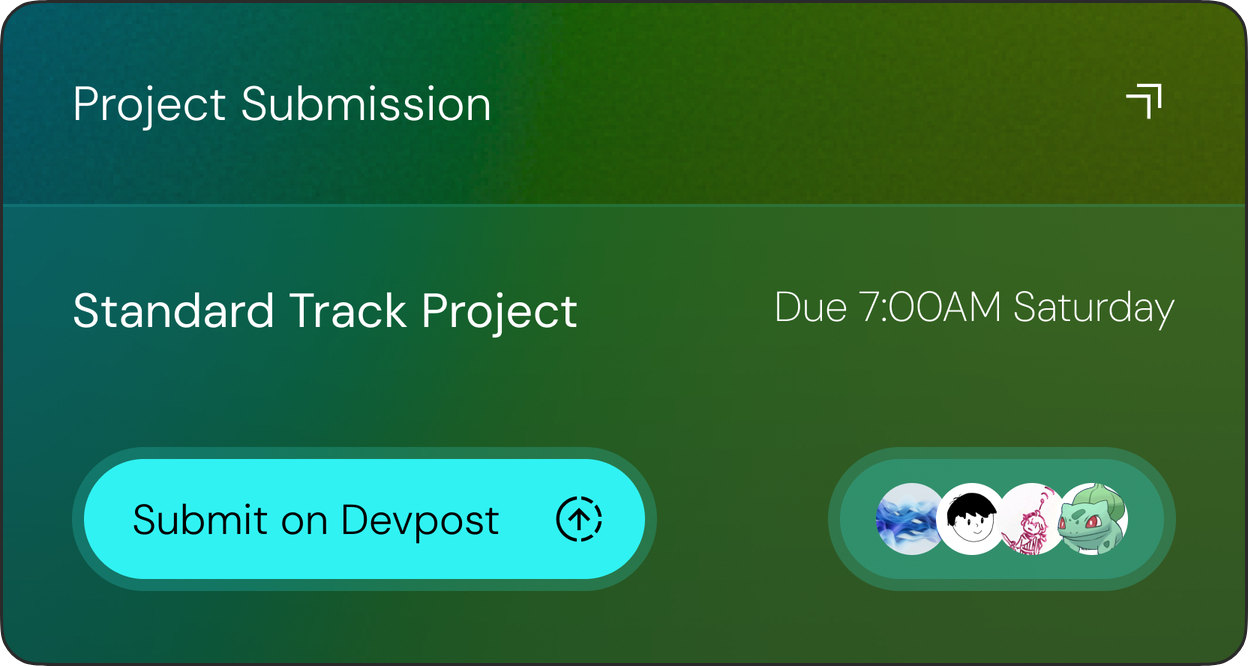 Project Submission
Standard Track Project
Due 7:00AM Saturday
Submit on Devpost